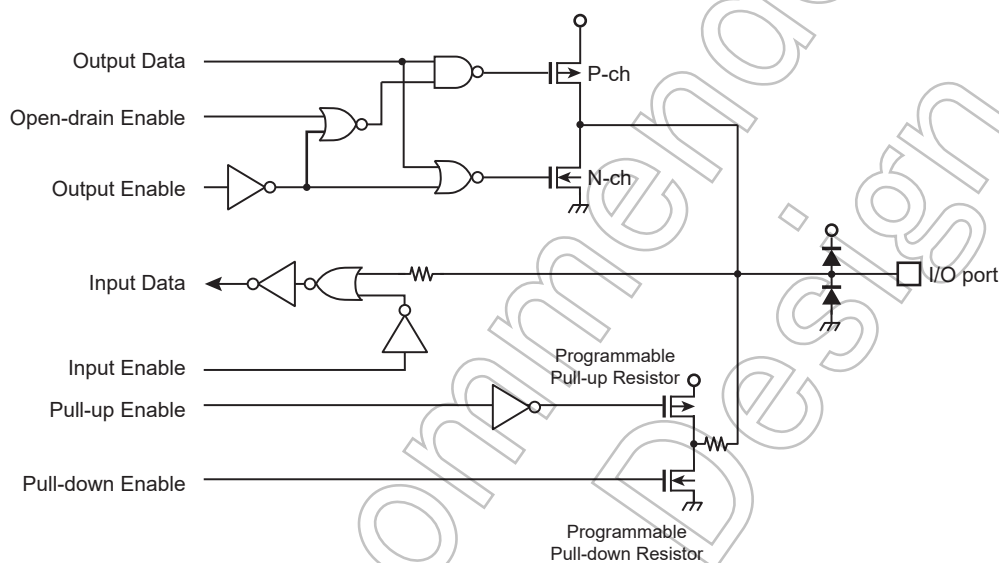 Output Data
P-ch
Open-drain Enable
Output Enable
N-ch
Input Data
I/O port
Input Enable
Programmable
Pull-up Resistor
Pull-up Enable
Pull-down Enable
Programmable
Pull-down Resistor
Design